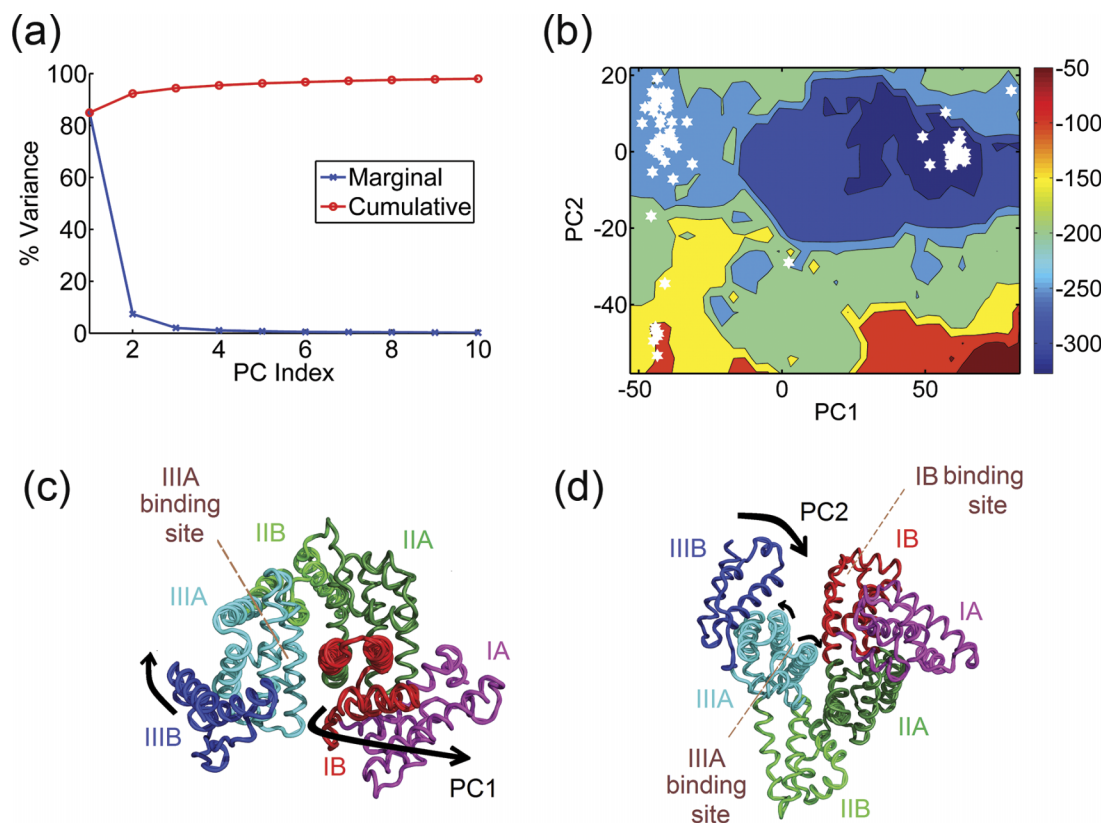 (a)
100
80
60
40
20
0
% Variance
Marginal
Cumulative
2
4
6
8
10
PC Index
(b)
20
0
-20
-40
PC2
-50
0
50
PC1
-50
-100
-150
-200
-250
-300
(c)
IIIA
binding
site
IIB
IIA
IIIA
IA
IIIB
IB
PC1
(d)
IB binding
site
PC2
IIIB
IB
IA
IIIA
IIA
IIIA
binding
site
IIB